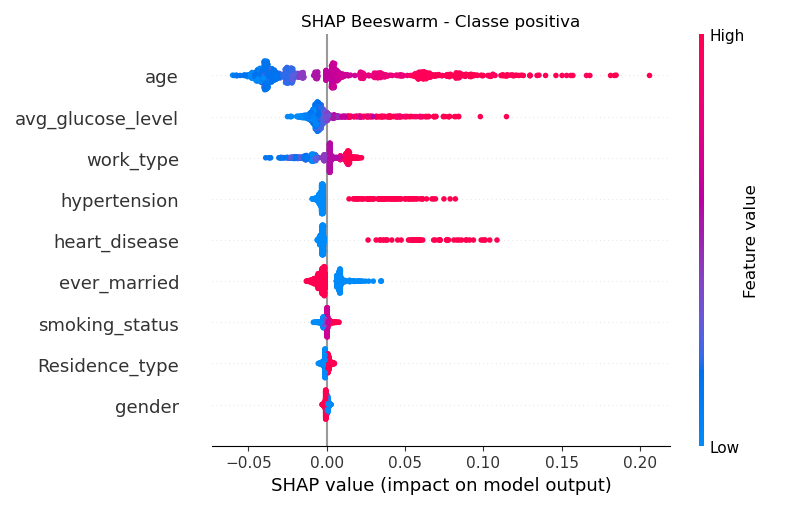 SHAP Beeswarm - Classe positiva
High
age
avg_glucose_level
work_type
hypertension
heart_disease
ever_married
smoking_status
Residence_type
gender
Feature value
Low
−0.05 0.00 0.05 0.10 0.15 0.20
SHAP value (impact on model output)